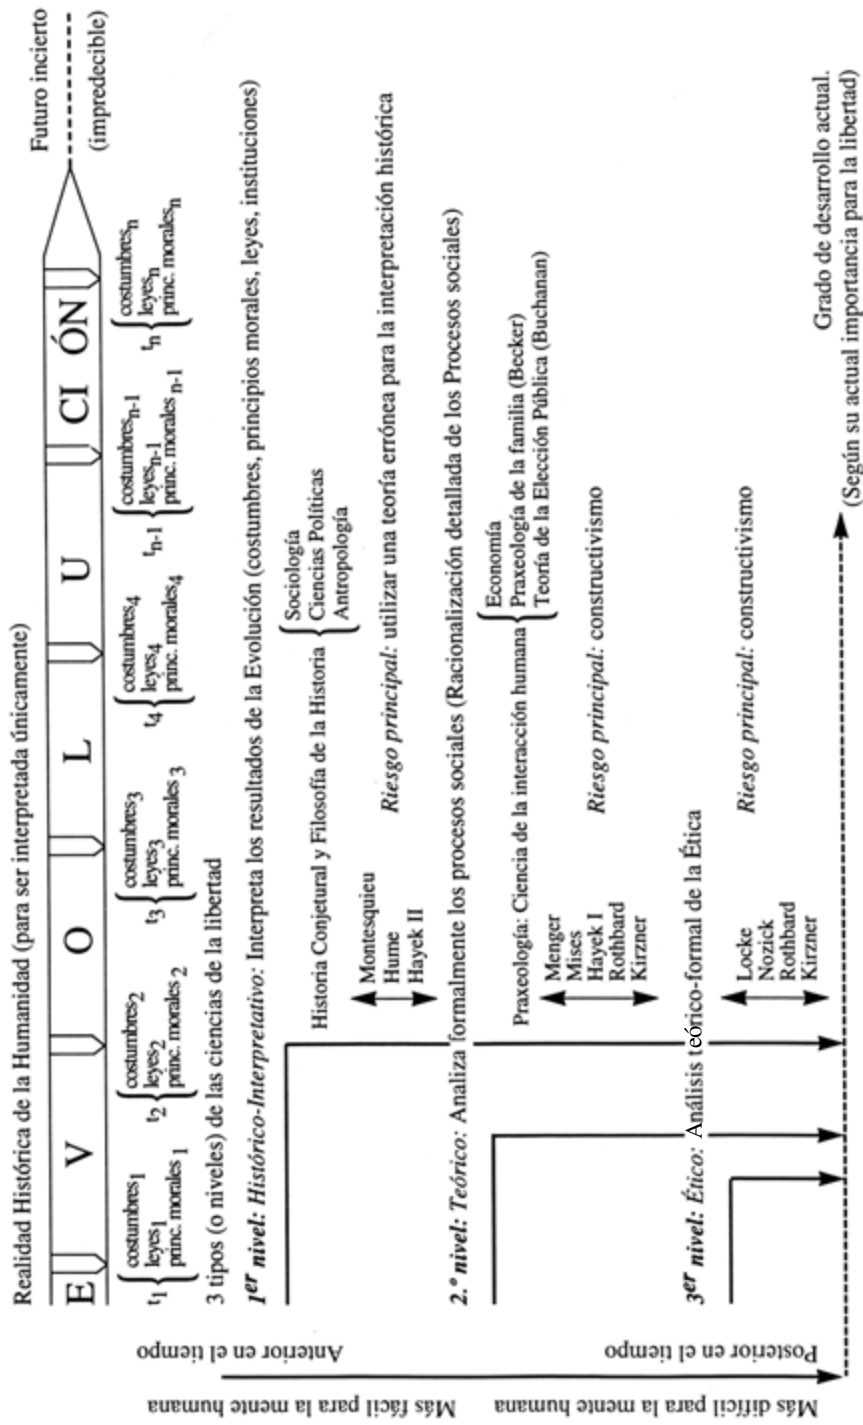 Realidad Histórica de la Humanidad (para ser interpretada únicamente)
E V O L U CI ÓN
Futuro incierto
(impredecible)
t1 { costumbres1
leyes1
princ. morales 1
t2 { costumbres2
leyes2
princ. morales 2
t3 { costumbres3
leyes3
princ. morales 3
t4 { costumbres4
leyes4
princ. morales4
tn-1 { costumbresn-1
leyesn-1
princ. morales n-1
tn { costumbresn
leyesn
princ. moralesn
3 tipos (o niveles) de las ciencias de la libertad
1er nivel: Histórico-Interpretativo: Interpreta los resultados de la Evolución (costumbres, principios morales, leyes, instituciones)
Historia Conjetural y Filosofía de la Historia {
Sociología
Ciencias Políticas
Antropología
Montesquieu
Hume
Hayek II
Riesgo principal: utilizar una teoría errónea para la interpretación histórica
2.º nivel: Teórico: Analiza formalmente los procesos sociales (Racionalización detallada de los Procesos sociales)
Praxeología: Ciencia de la interacción humana {
Economía
Praxeología de la familia (Becker)
Teoría de la Elección Pública (Buchanan)
Menger
Mises
Hayek I
Rothbard
Kirzner
Riesgo principal: constructivismo
3er nivel: Ético: Análisis teórico-formal de la Ética
Locke
Nozick
Rothbard
Kirzner
Riesgo principal: constructivismo
Grado de desarrollo actual.
(Según su actual importancia para la libertad)
Anterior en el tiempo
Posterior en el tiempo
Más fácil para la mente humana
Más difícil para la mente humana